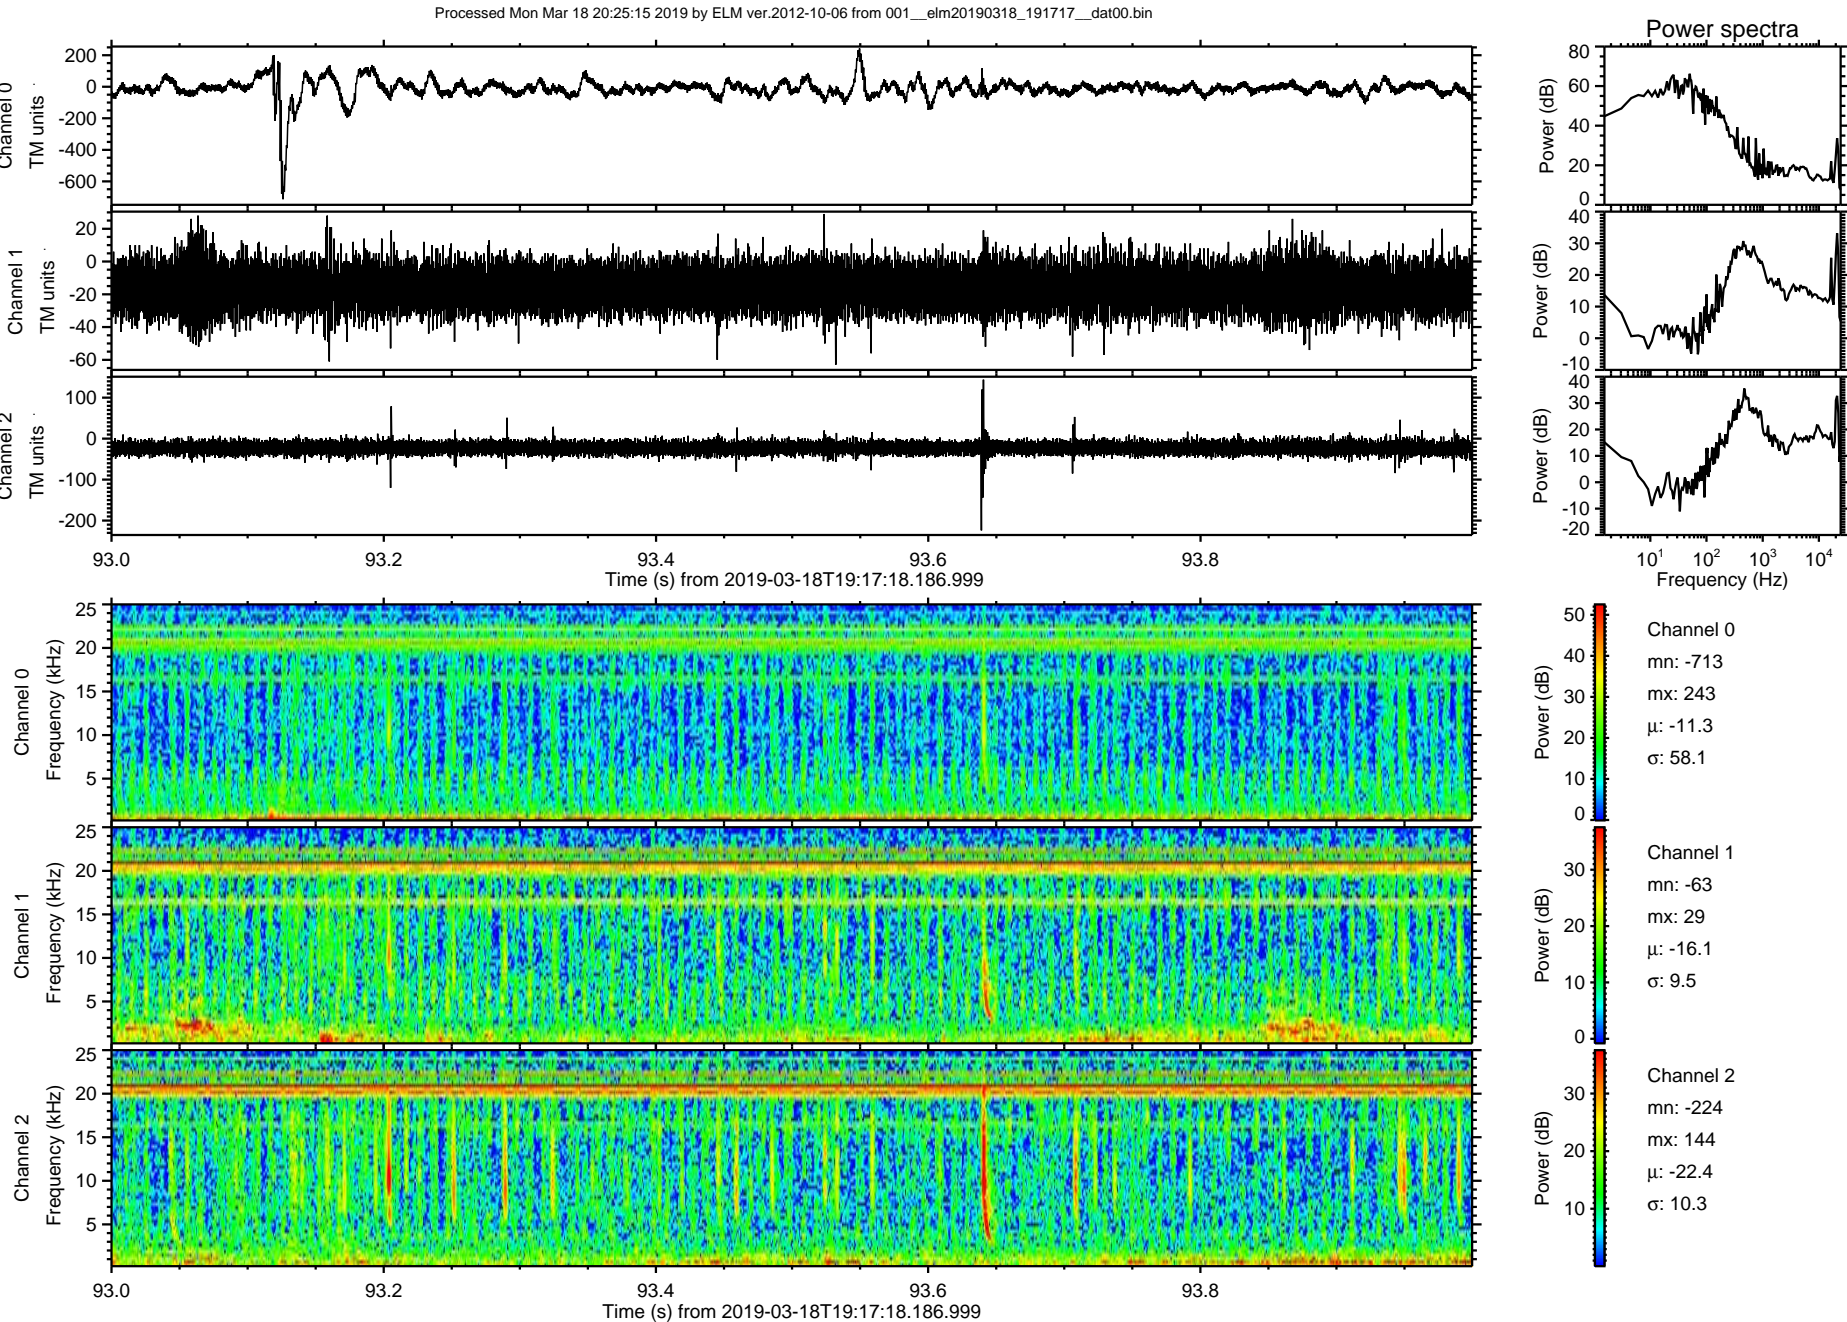 Processed Mon Mar 18 20:25:15 2019 by ELM ver.2012-10-06 from 001__elm20190318_191717__dat00.bin
Power spectra
Channel 0
TM units
200
0
-200
-400
-600
Power (dB)
80
60
40
20
0
Channel 1
TM units
20
0
-20
-40
-60
Power (dB)
40
30
20
10
0
-10
Channel 2
TM units
100
0
-100
-200
Power (dB)
40
30
20
10
0
-10
-20
93.0 93.2 93.4 93.6 93.8
Time (s) from 2019-03-18T19:17:18.186.999
10^1 10^2 10^3 10^4
Frequency (Hz)
Channel 0
Frequency (kHz)
25
20
15
10
5
Power (dB)
50
40
30
20
10
0
Channel 0
mn: -713
mx: 243
μ: -11.3
σ: 58.1
Channel 1
Frequency (kHz)
25
20
15
10
5
Power (dB)
30
20
10
0
Channel 1
mn: -63
mx: 29
μ: -16.1
σ: 9.5
Channel 2
Frequency (kHz)
25
20
15
10
5
Power (dB)
30
20
10
Channel 2
mn: -224
mx: 144
μ: -22.4
σ: 10.3
93.0 93.2 93.4 93.6 93.8
Time (s) from 2019-03-18T19:17:18.186.999